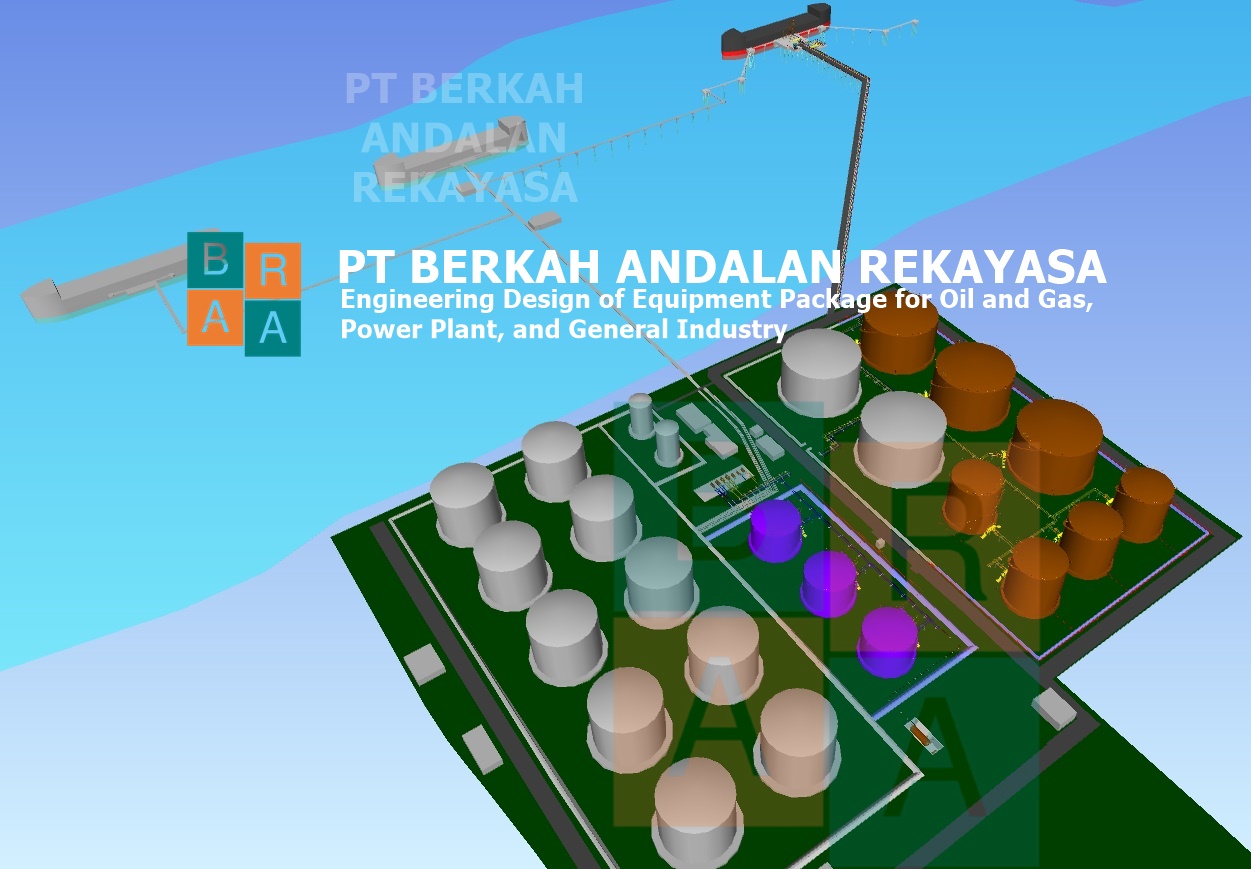 PT BERKAH
ANDALAN
REKAYASA
B
R
A
A
PT BERKAH ANDALAN REKAYASA
Engineering Design of Equipment Package for Oil and Gas,
Power Plant, and General Industry
B
R
A
A